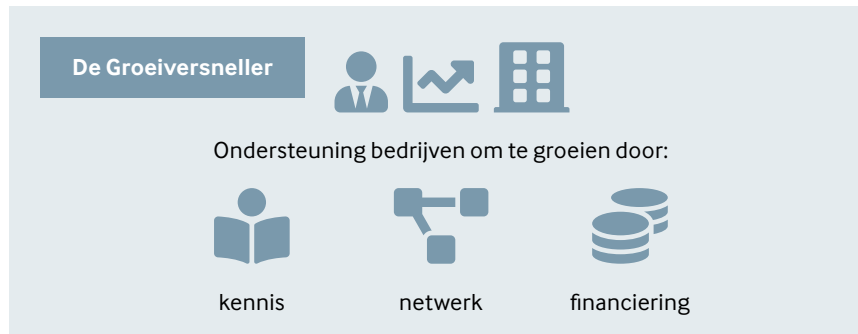 De Groeiversneller
Ondersteuning bedrijven om te groeien door:
kennis
netwerk
financiering